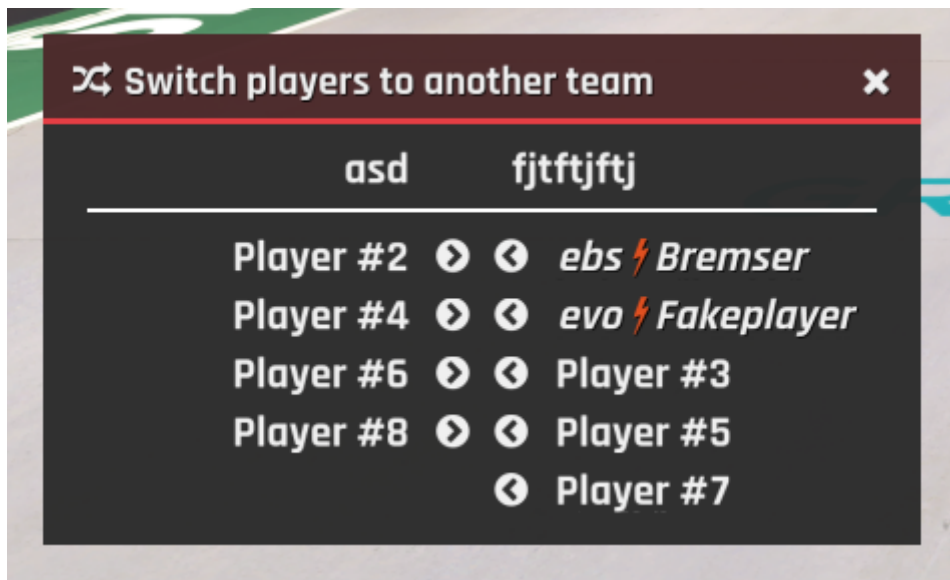 Switch players to another team
asd fjtftjftj
Player #2 ebs Bremser
Player #4 evo Fakeplayer
Player #6 Player #3
Player #8 Player #5
Player #7